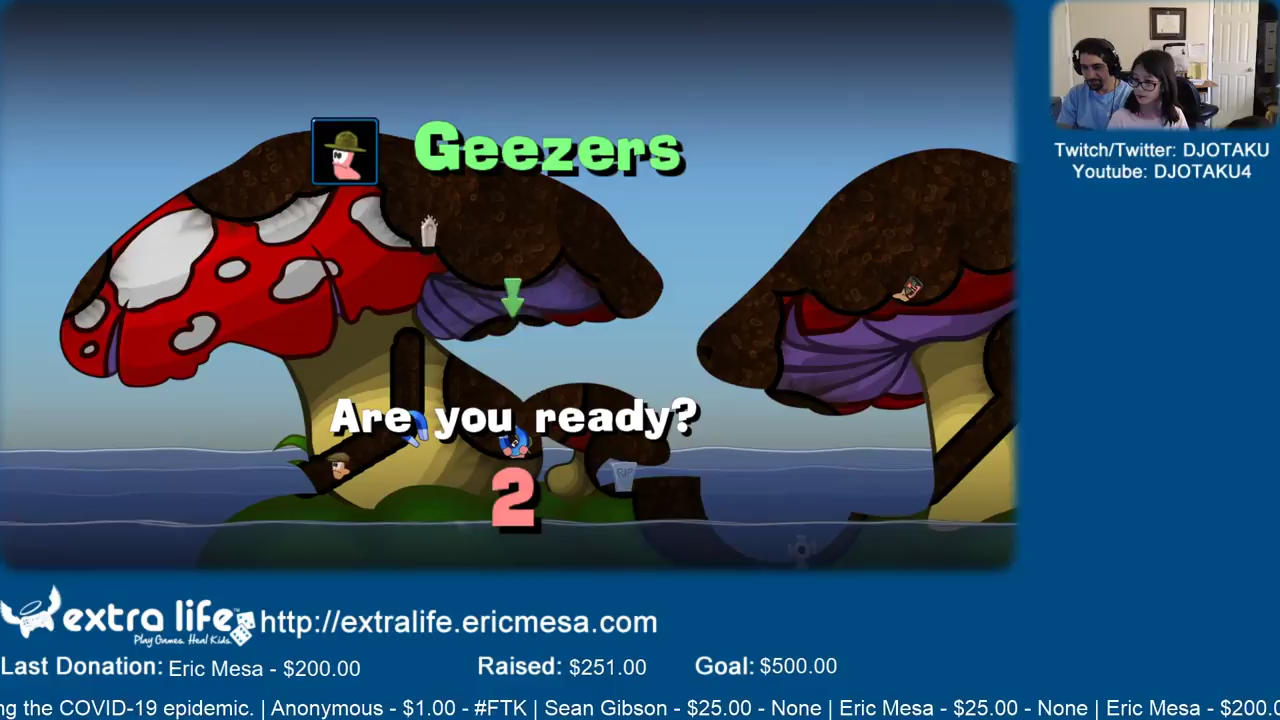 Geezers
Twitch/Twitter: DJOTAKU
Youtube: DJOTAKU4
Are you ready?
2
RIP
extra life
Play Games. Heal Kids.
http://extralife.ericmesa.com
Last Donation: Eric Mesa - $200.00
Raised: $251.00
Goal: $500.00
ng the COVID-19 epidemic. | Anonymous - $1.00 - #FTK | Sean Gibson - $25.00 - None | Eric Mesa - $25.00 - None | Eric Mesa - $200.0